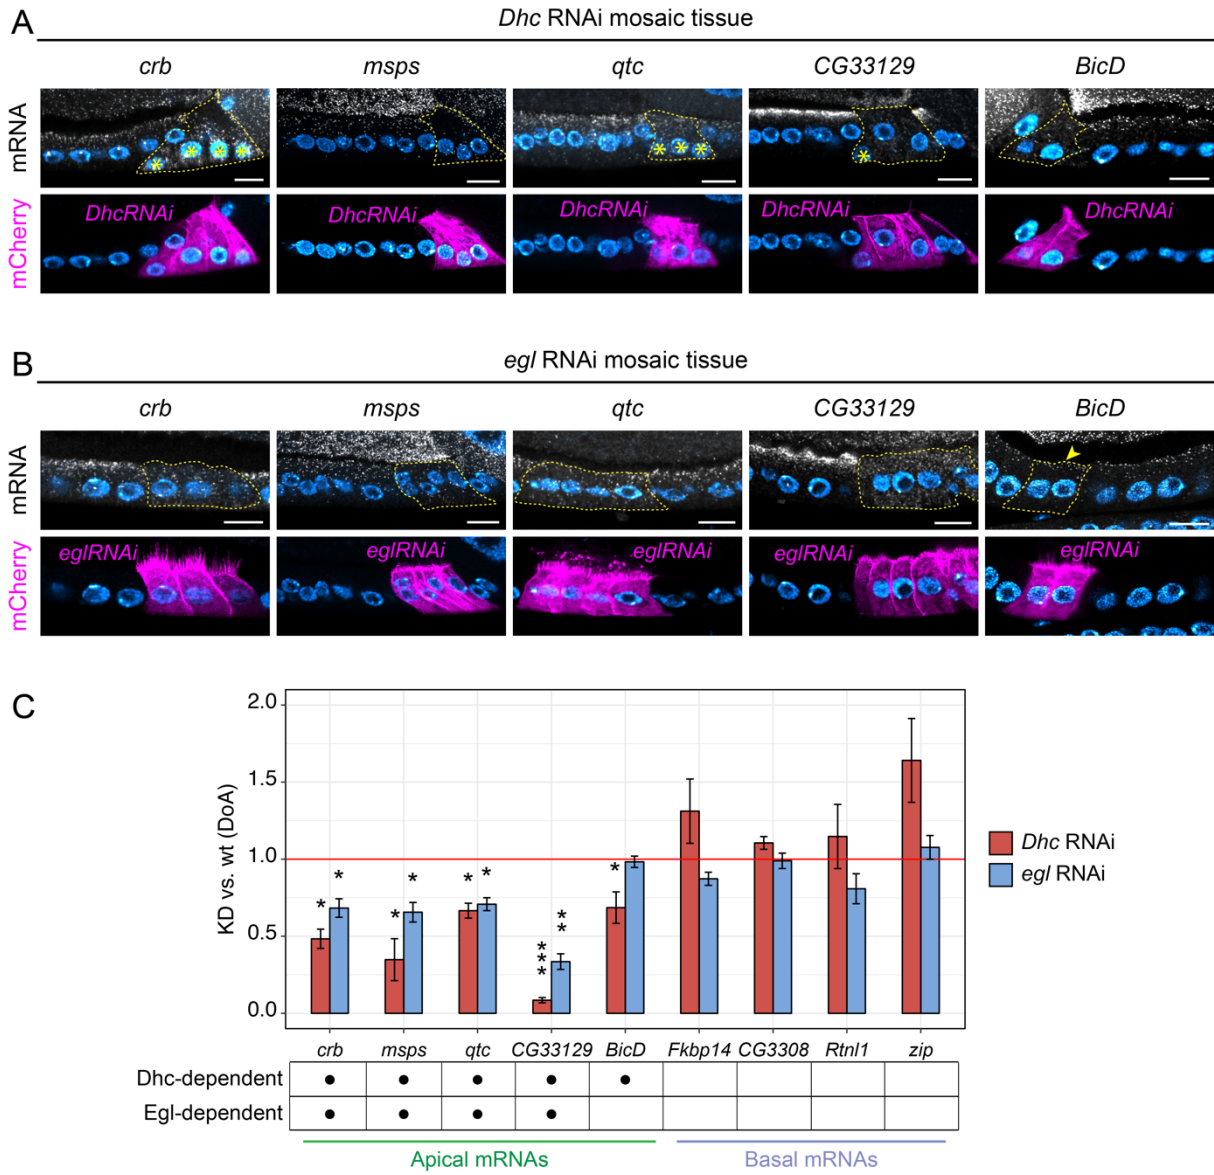 A
Dhc RNAi mosaic tissue
crb msps qtc CG33129 BicD
mRNA
* * * * * * * *
mCherry
DhcRNAi DhcRNAi DhcRNAi DhcRNAi DhcRNAi
B
egl RNAi mosaic tissue
crb msps qtc CG33129 BicD
mRNA
mCherry
eglRNAi eglRNAi eglRNAi eglRNAi eglRNAi
C
KD vs. wt (DoA)
2.0
1.5
1.0
0.5
0.0
* * * * * * *** ** *
Dhc RNAi
egl RNAi
crb msps qtc CG33129 BicD Fkbp14 CG3308 Rtnl1 zip
Dhc-dependent ● ● ● ● ●
Egl-dependent ● ● ● ●
Apical mRNAs Basal mRNAs